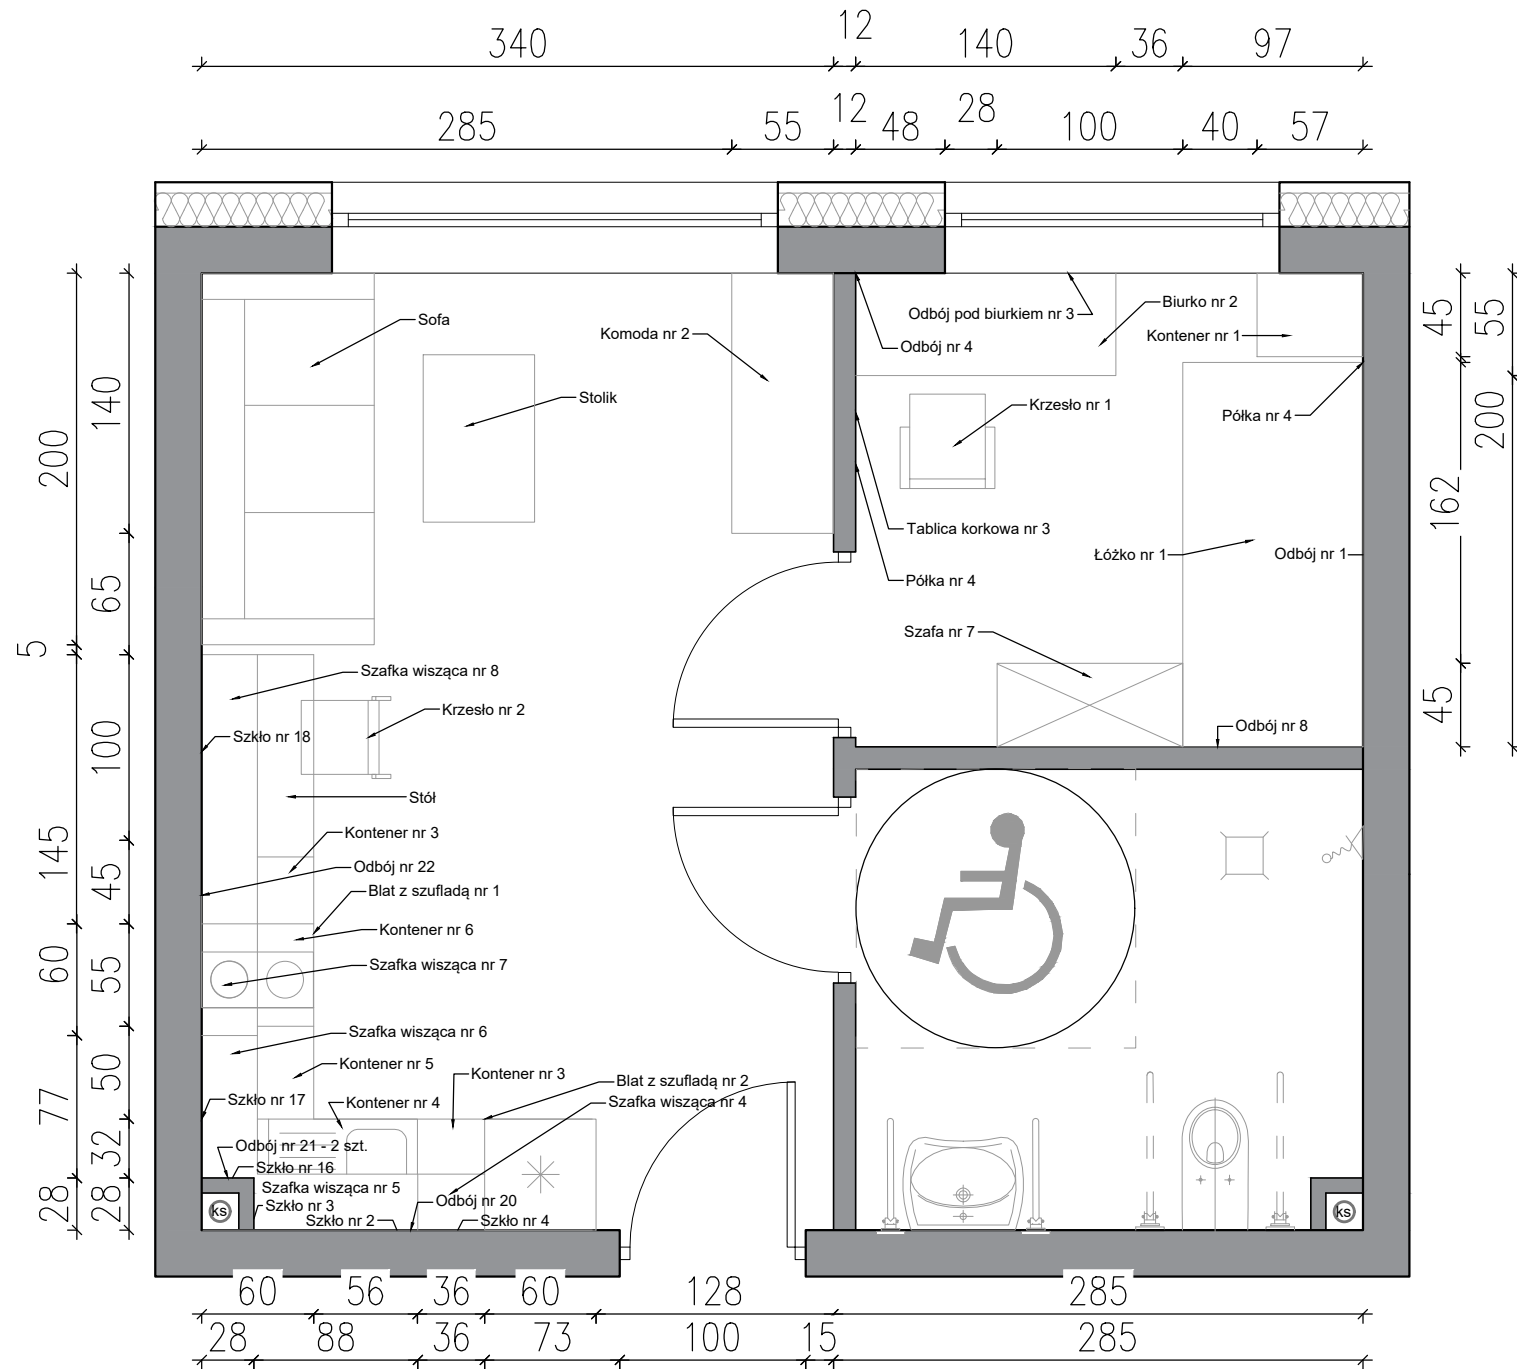 12
340
140
36
97
12
28
285
55
48
100
40
57
Sofa
Komoda nr 2
Stolik
Odbój pod biurkiem nr 3
Biurko nr 2
Kontener nr 1
Odbój nr 4
Krzesło nr 1
Półka nr 4
Tablica korkowa nr 3
Półka nr 4
Łóżko nr 1
Odbój nr 1
Szafa nr 7
Odbój nr 8
Szafka wisząca nr 8
Krzesło nr 2
Szkło nr 18
Stół
Kontener nr 3
Odbój nr 22
Blat z szufladą nr 1
Kontener nr 6
Szafka wisząca nr 7
Szafka wisząca nr 6
Kontener nr 5
Kontener nr 3
Blat z szufladą nr 2
Szafka wisząca nr 4
Szkło nr 17
Kontener nr 4
Odbój nr 21 - 2 szt.
Szkło nr 16
Szafka wisząca nr 5
Szkło nr 3
Odbój nr 20
Szkło nr 2
Szkło nr 4
ks
ks
200
5
145
60
77
28
140
65
100
45
55
50
32
28
45
162
45
55
200
60
56
36
60
128
285
28
88
36
73
100
15
285